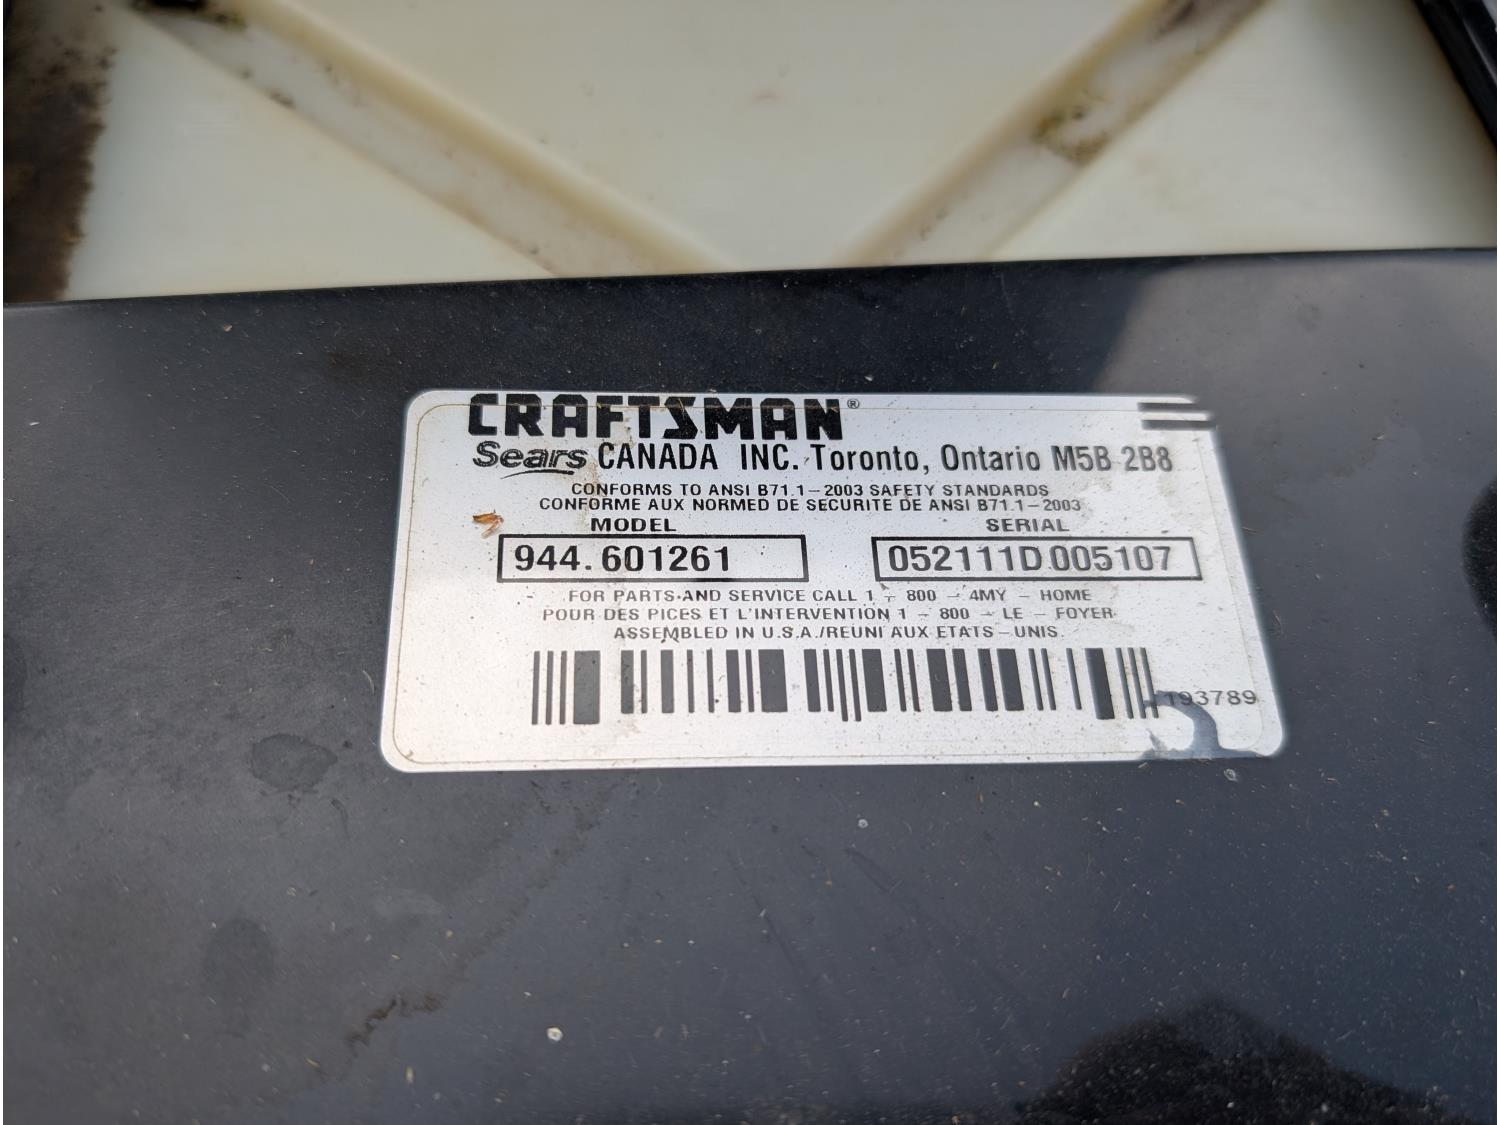 CRAFTSMAN®
Sears CANADA INC. Toronto, Ontario M5B 2B8
CONFORMS TO ANSI B71.1-2003 SAFETY STANDARDS
CONFORME AUX NORMED DE SECURITE DE ANSI B71.1-2003
MODEL SERIAL
944.601261 052111D 005107
FOR PARTS AND SERVICE CALL 1 - 800 - 4MY - HOME
POUR DES PICES ET L'INTERVENTION 1 - 800 - LE - FOYER
ASSEMBLED IN U.S.A./REUNI AUX ETATS - UNIS.
193789